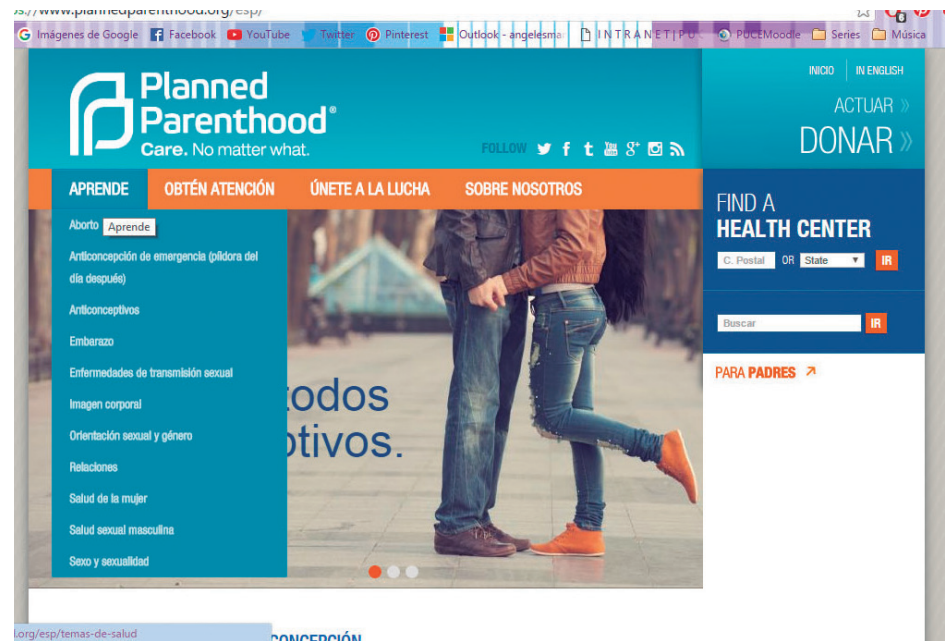 www.plannedparenthood.org/esp/
Imágenes de Google Facebook YouTube Twitter Pinterest Outlook - angelesma I N T R A N E T | P U PUCEMoodle Series Música
INICIO IN ENGLISH
Planned
Parenthood®
Care. No matter what.
FOLLOW
ACTUAR »
DONAR »
APRENDE OBTÉN ATENCIÓN ÚNETE A LA LUCHA SOBRE NOSOTROS
Aborto
Aprende
Anticoncepción de emergencia (píldora del
día después)
Anticonceptivos
Embarazo
Enfermedades de transmisión sexual
Imagen corporal
Orientación sexual y género
Relaciones
Salud de la mujer
Salud sexual masculina
Sexo y sexualidad
todos
ptivos.
FIND A
HEALTH CENTER
C. Postal OR State IR
Buscar IR
PARA PADRES
l.org/esp/temas-de-salud
CONCEPCIÓN